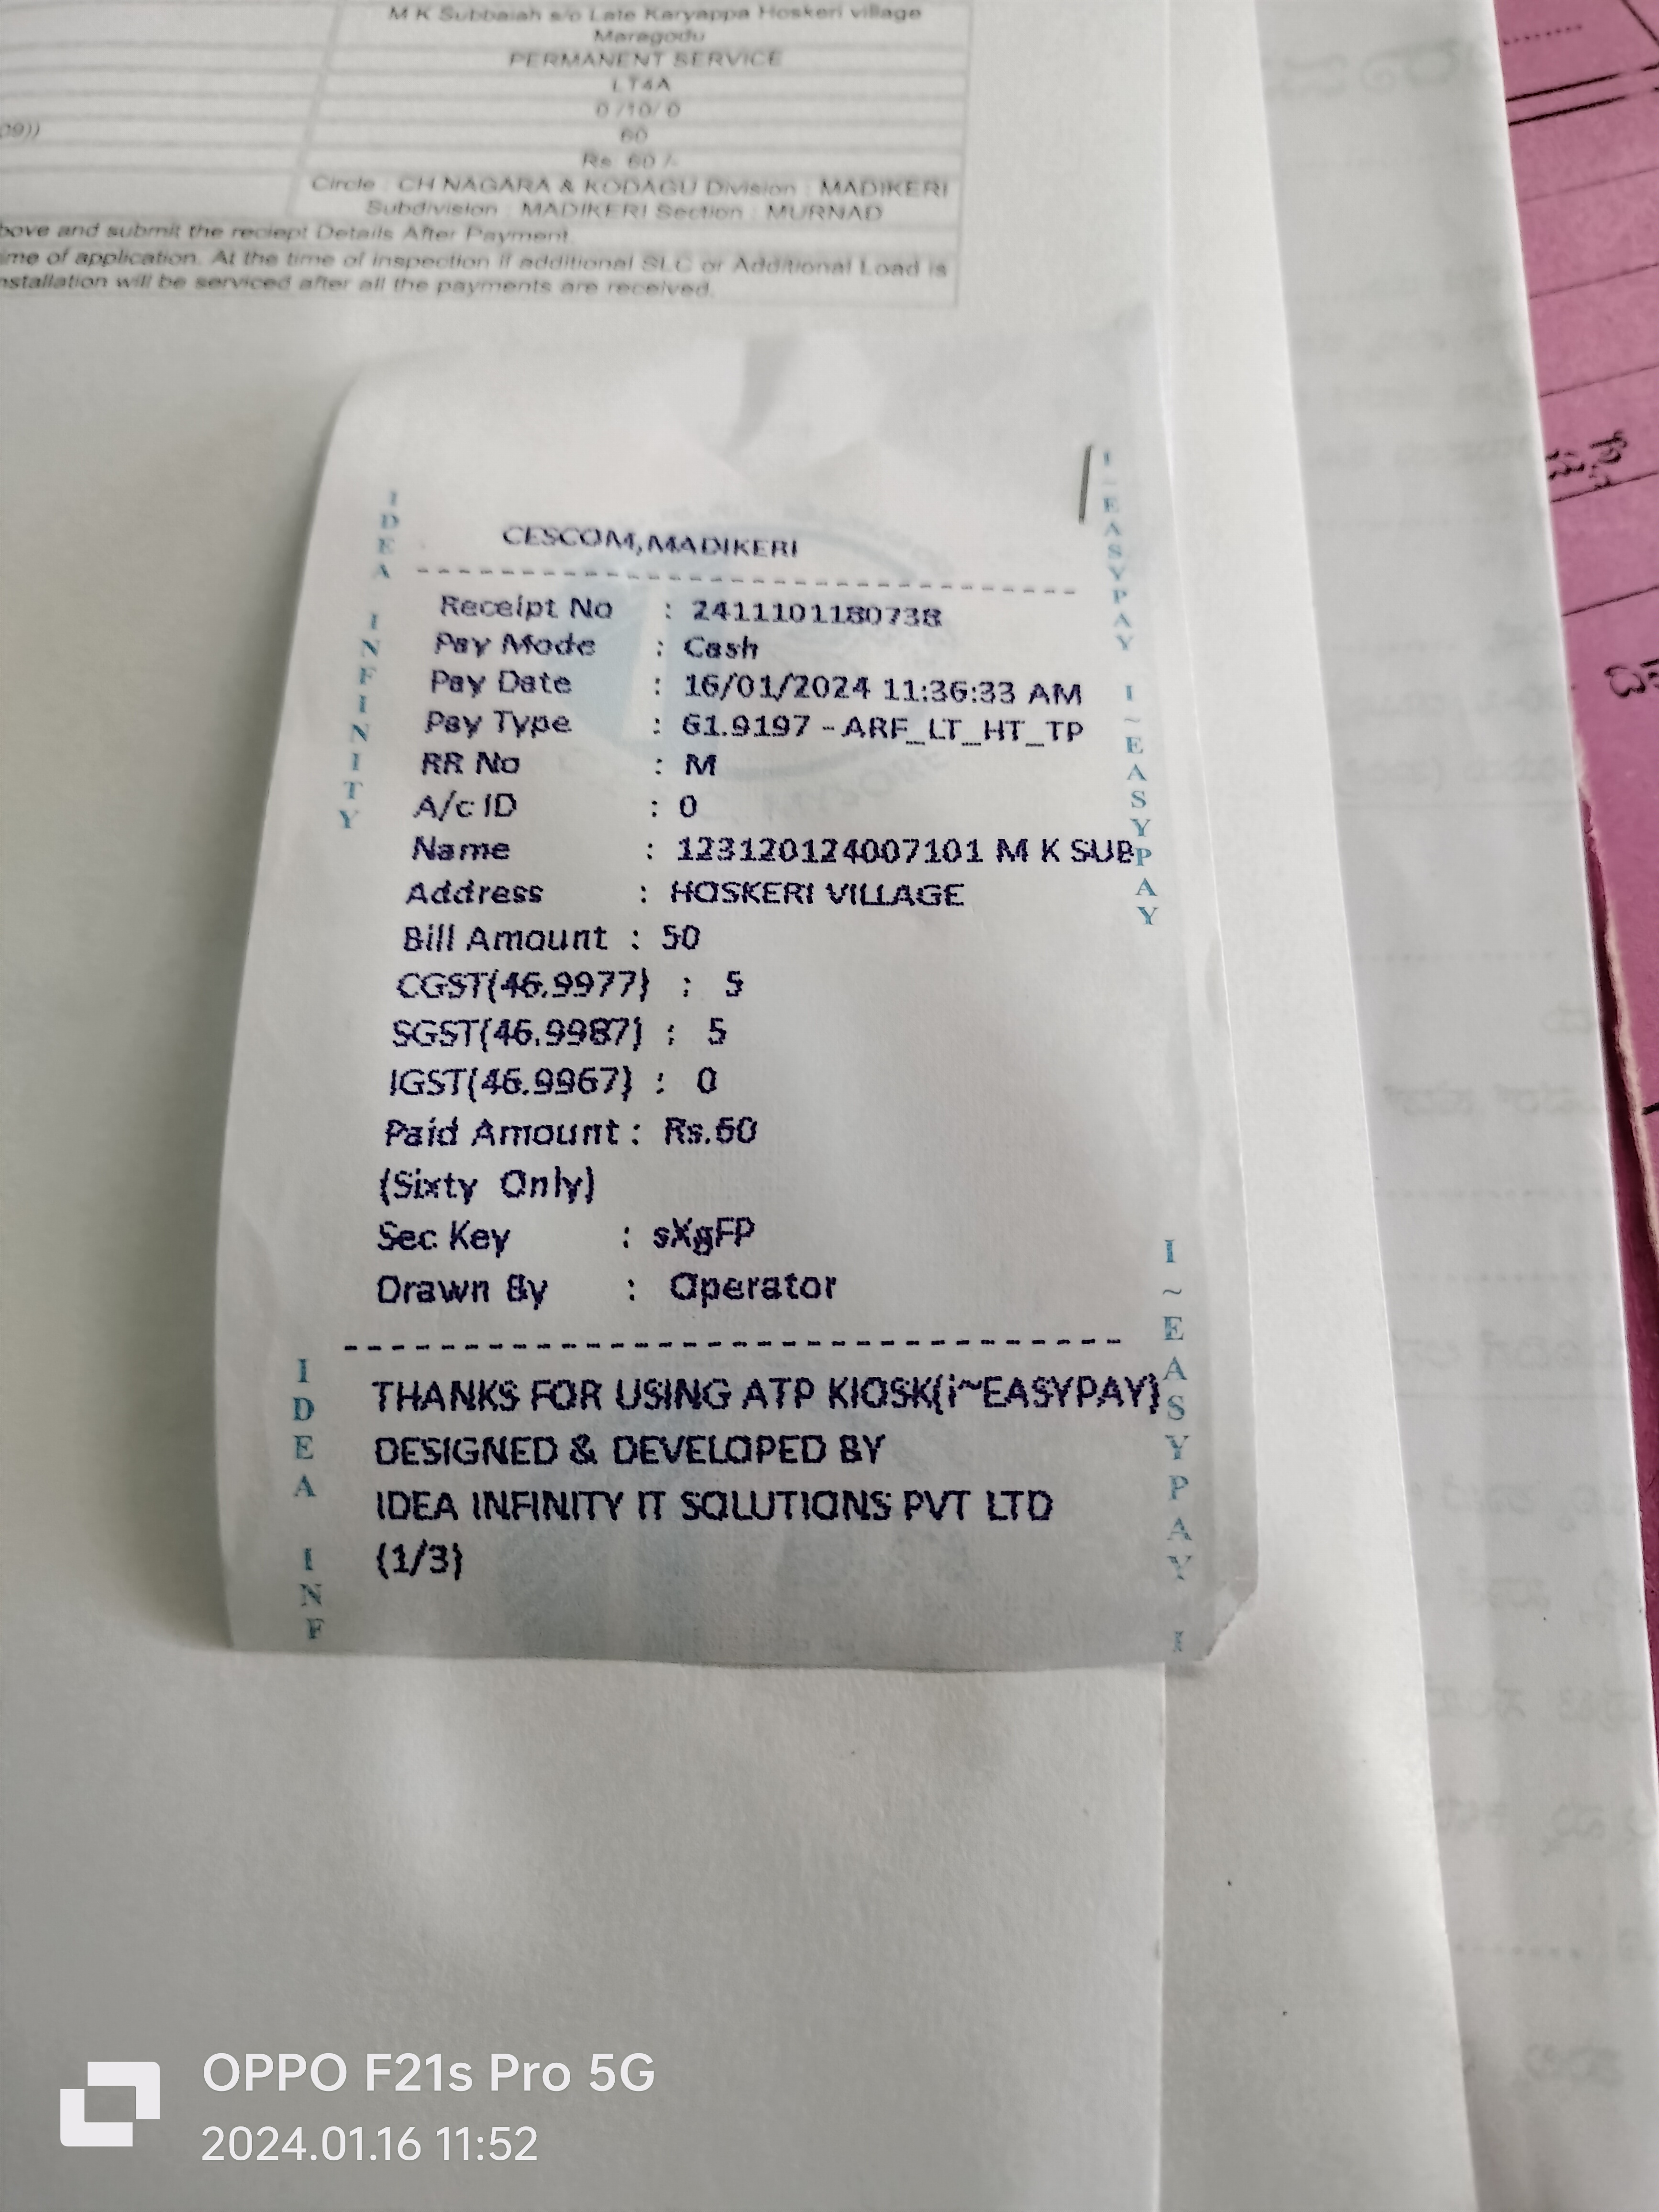 M K Subbaiah s/o Late Karyappa Hoskeri village
Maragodu
PERMANENT SERVICE
LT4A
0 /10/ 0
09))
60
Rs. 60 /-
Circle : CH NAGARA & KODAGU Division : MADIKERI
Subdivision : MADIKERI Section : MURNAD
bove and submit the reciept Details After Payment.
ime of application. At the time of inspection if additional SLC or Additional Load is
nstallation will be serviced after all the payments are received.
CESCOM,MADIKERI
Receipt No : 2411101180738
Pay Mode : Cash
Pay Date : 16/01/2024 11:36:33 AM
Pay Type : 61.9197 - ARF_LT_HT_TP
RR No : M
A/c ID : 0
Name : 123120124007101 M K SUB
Address : HOSKERI VILLAGE
Bill Amount : 50
CGST(46.9977) : 5
SGST(46.9987) : 5
IGST(46.9967) : 0
Paid Amount : Rs.60
(Sixty Only)
Sec Key : sXgFP
Drawn By : Operator
THANKS FOR USING ATP KIOSK(i~EASYPAY)
DESIGNED & DEVELOPED BY
IDEA INFINITY IT SOLUTIONS PVT LTD
(1/3)
IDEA INFINITY
IDEA INF
I~EASYPAY I~EASYPAY
I~EASYPAY I
OPPO F21s Pro 5G
2024.01.16 11:52